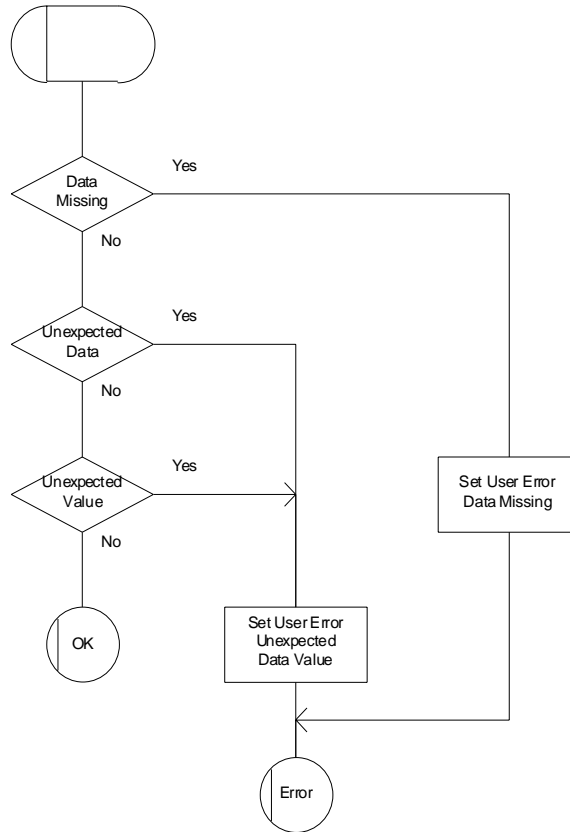 Yes
Data
Missing
No
Yes
Unexpected
Data
No
Yes
Unexpected
Value
Set User Error
Data Missing
No
Set User Error
Unexpected
Data Value
OK
Error